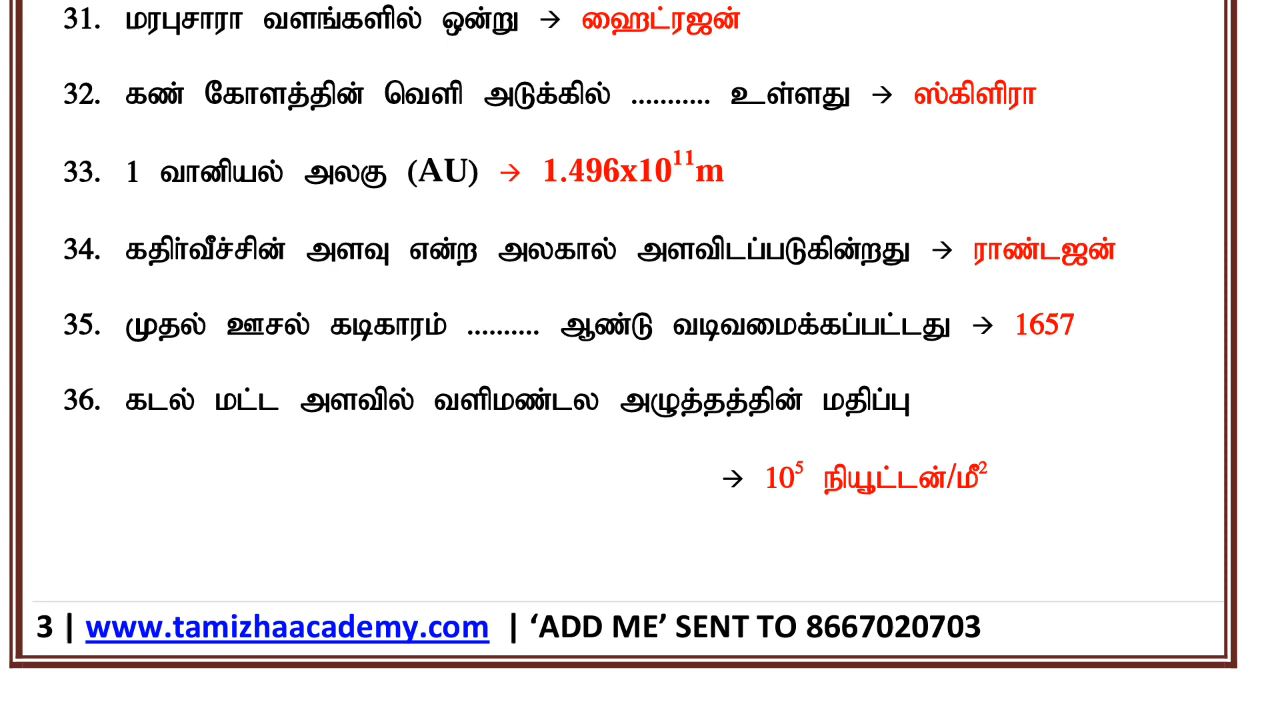 31. மரபுசாரா வளங்களில் ஒன்று → ஹைட்ரஜன்
32. கண் கோளத்தின் வெளி அடுக்கில் ........... உள்ளது → ஸ்கிளிரா
33. 1 வானியல் அலகு (AU) → 1.496x10¹¹m
34. கதிர்வீச்சின் அளவு என்ற அலகால் அளவிடப்படுகின்றது → ராண்டஜன்
35. முதல் ஊசல் கடிகாரம் .......... ஆண்டு வடிவமைக்கப்பட்டது → 1657
36. கடல் மட்ட அளவில் வளிமண்டல அழுத்தத்தின் மதிப்பு
→ 10⁵ நியூட்டன்/மீ²
3 | www.tamizhaacademy.com | ‘ADD ME’ SENT TO 8667020703